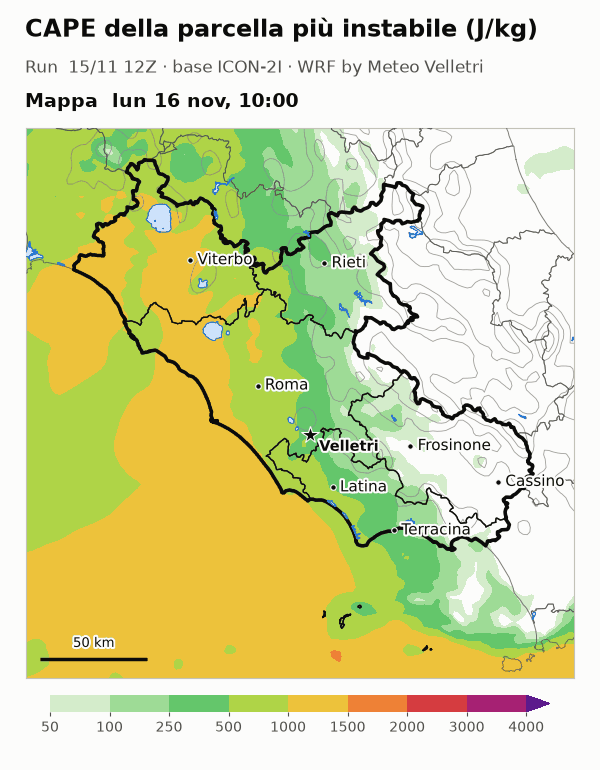 CAPE della parcella più instabile (J/kg)
Run  15/11 12Z · base ICON-2I · WRF by Meteo Velletri
Mappa  lun 16 nov, 10:00
Viterbo
Rieti
Roma
Velletri
Frosinone
Latina
Cassino
Terracina
50 km
50 100 250 500 1000 1500 2000 3000 4000